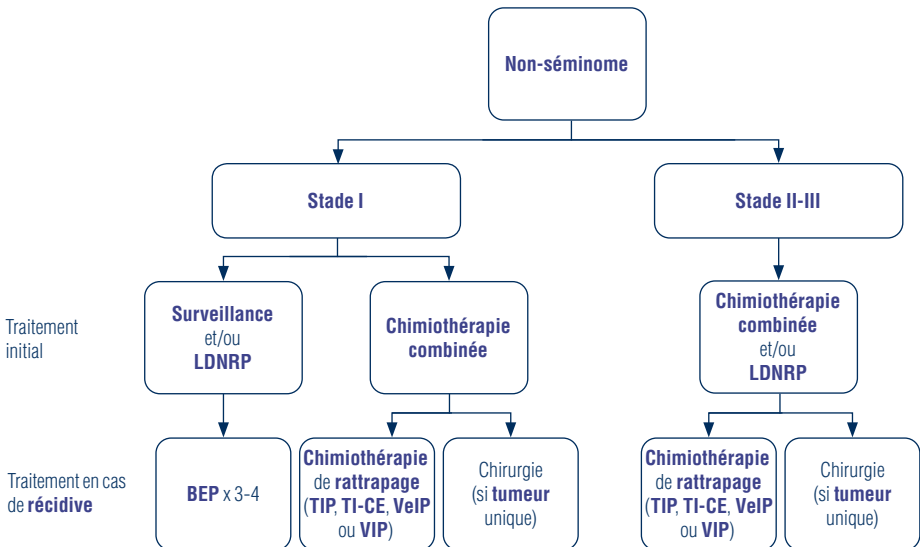 Non-séminome
Stade I
Stade II-III
Traitement
initial
Surveillance
et/ou
LDNRP
Chimiothérapie
combinée
Chimiothérapie
combinée
et/ou
LDNRP
Traitement en cas
de récidive
BEP x 3-4
Chimiothérapie
de rattrapage
(TIP, TI-CE, VeIP
ou VIP)
Chirurgie
(si tumeur
unique)
Chimiothérapie
de rattrapage
(TIP, TI-CE, VeIP
ou VIP)
Chirurgie
(si tumeur
unique)